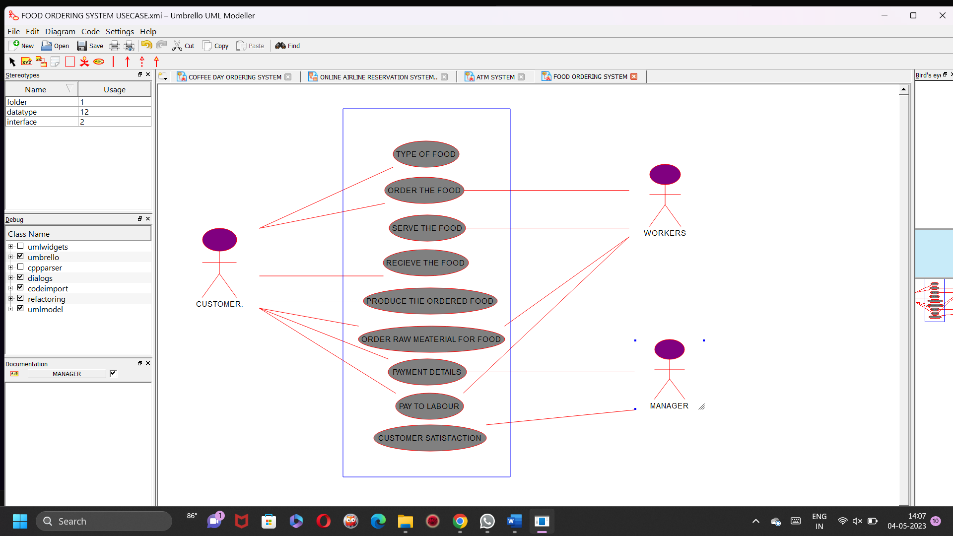 FOOD ORDERING SYSTEM USECASE.xmi – Umbrello UML Modeller
File Edit Diagram Code Settings Help
New Open Save Cut Copy Paste Find
XYZ
Stereotypes
Name Usage
folder 1
datatype 12
interface 2
Debug
Class Name
umlwidgets
umbrello
cppparser
dialogs
codeimport
refactoring
umlmodel
Documentation
MANAGER
COFFEE DAY ORDERING SYSTEM
ONLINE AIRLINE RESERVATION SYSTEM..
ATM SYSTEM
FOOD ORDERING SYSTEM
Bird's ey
TYPE OF FOOD
ORDER THE FOOD
SERVE THE FOOD
RECIEVE THE FOOD
PRODUCE THE ORDERED FOOD
ORDER RAW MEATERIAL FOR FOOD
PAYMENT DETAILS
PAY TO LABOUR
CUSTOMER SATISFACTION
CUSTOMER.
WORKERS
MANAGER
Search
86°
1
ENG
IN
14:07
04-05-2023
10